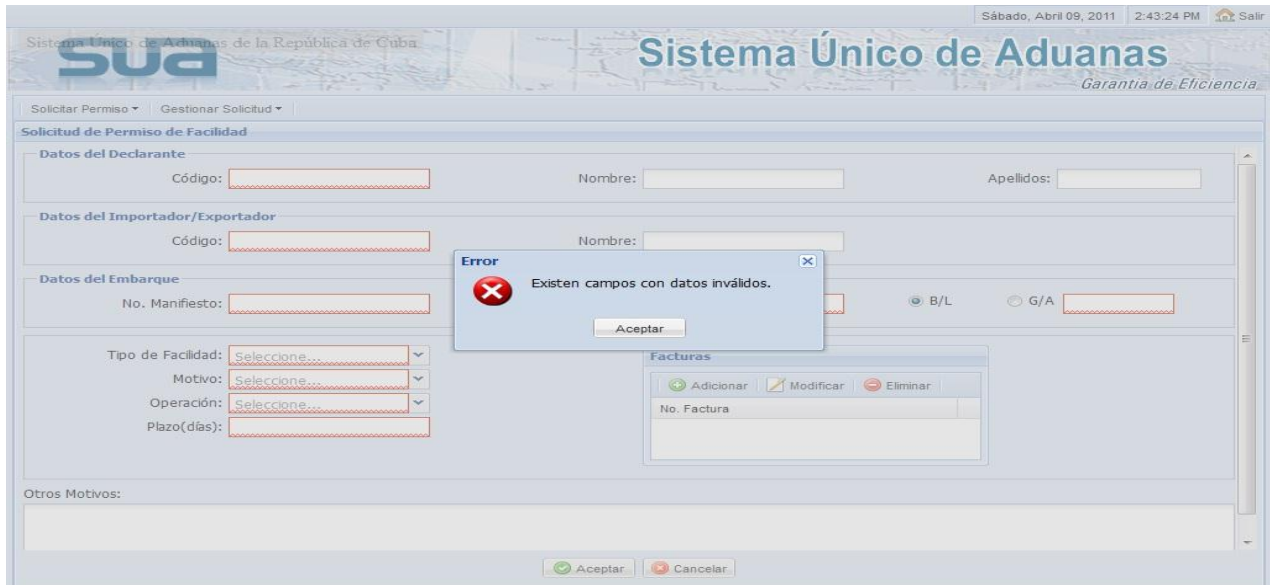 Sábado, Abril 09, 2011 2:43:24 PM Salir
Sistema Unico de Aduanas de la República de Cuba
sua
Sistema Único de Aduanas
Garantía de Eficiencia
Solicitar Permiso Gestionar Solicitud
Solicitud de Permiso de Facilidad
Datos del Declarante
Código: Nombre: Apellidos:
Datos del Importador/Exportador
Código: Nombre:
Error
Existen campos con datos inválidos.
Aceptar
Datos del Embarque
No. Manifiesto: B/L G/A
Tipo de Facilidad: Seleccione...
Motivo: Seleccione...
Operación: Seleccione...
Plazo(días):
Facturas
Adicionar Modificar Eliminar
No. Factura
Otros Motivos:
Aceptar Cancelar